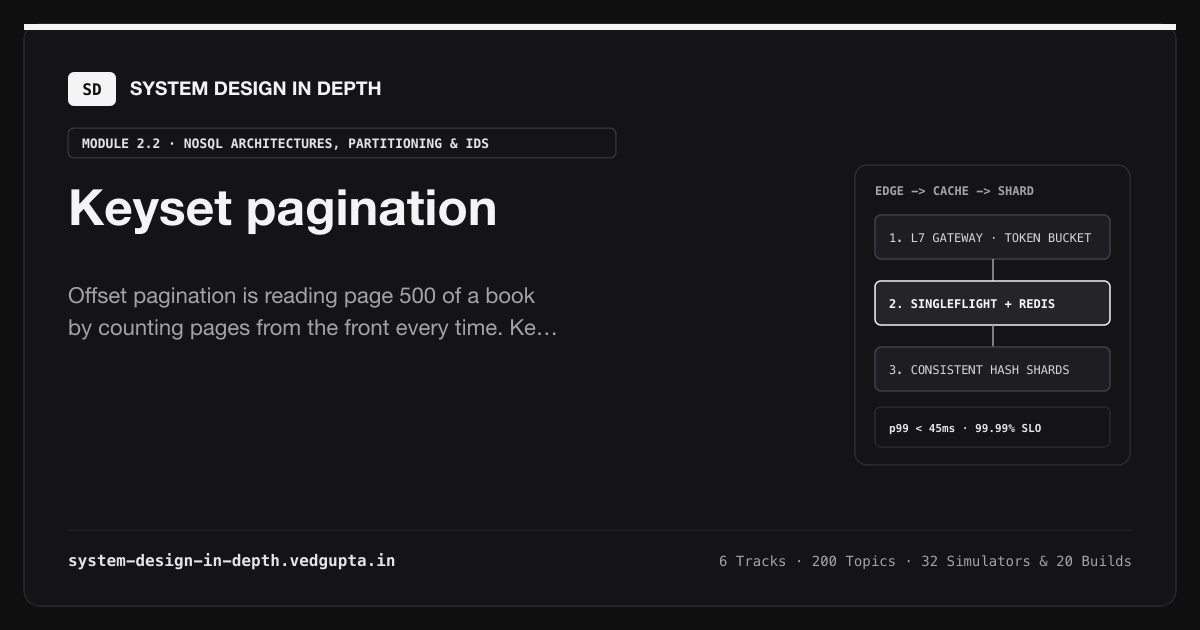 SD
SYSTEM DESIGN IN DEPTH
MODULE 2.2 · NOSQL ARCHITECTURES, PARTITIONING & IDS
Keyset pagination
Offset pagination is reading page 500 of a book
by counting pages from the front every time. Ke…
EDGE —> CACHE —> SHARD
1. L7 GATEWAY · TOKEN BUCKET
2. SINGLEFLIGHT + REDIS
3. CONSISTENT HASH SHARDS
p99 < 45ms · 99.99% SLO
system-design-in-depth.vedgupta.in
6 Tracks · 200 Topics · 32 Simulators & 20 Builds